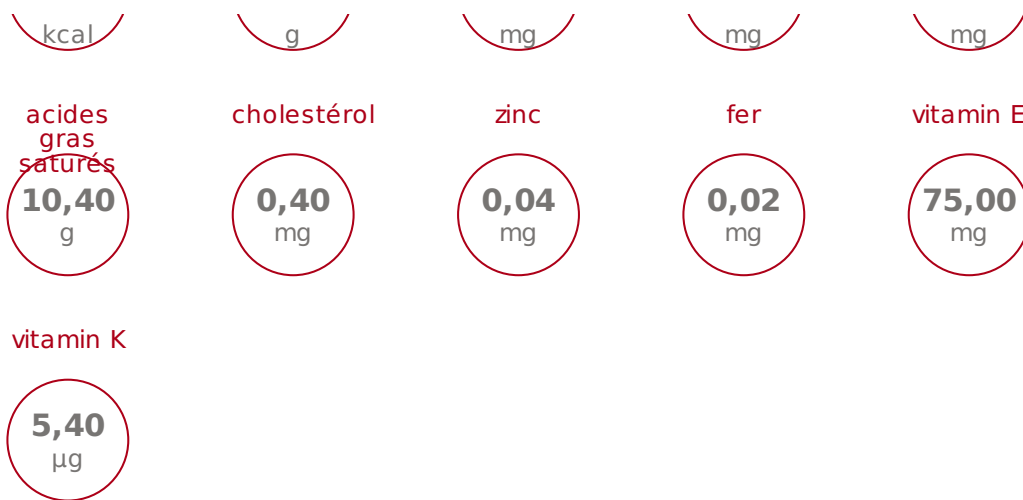 kcal
g
mg
mg
mg
acides
gras
saturés
10,40
g
cholestérol
0,40
mg
zinc
0,04
mg
fer
0,02
mg
vitamin E
75,00
mg
vitamin K
5,40
µg